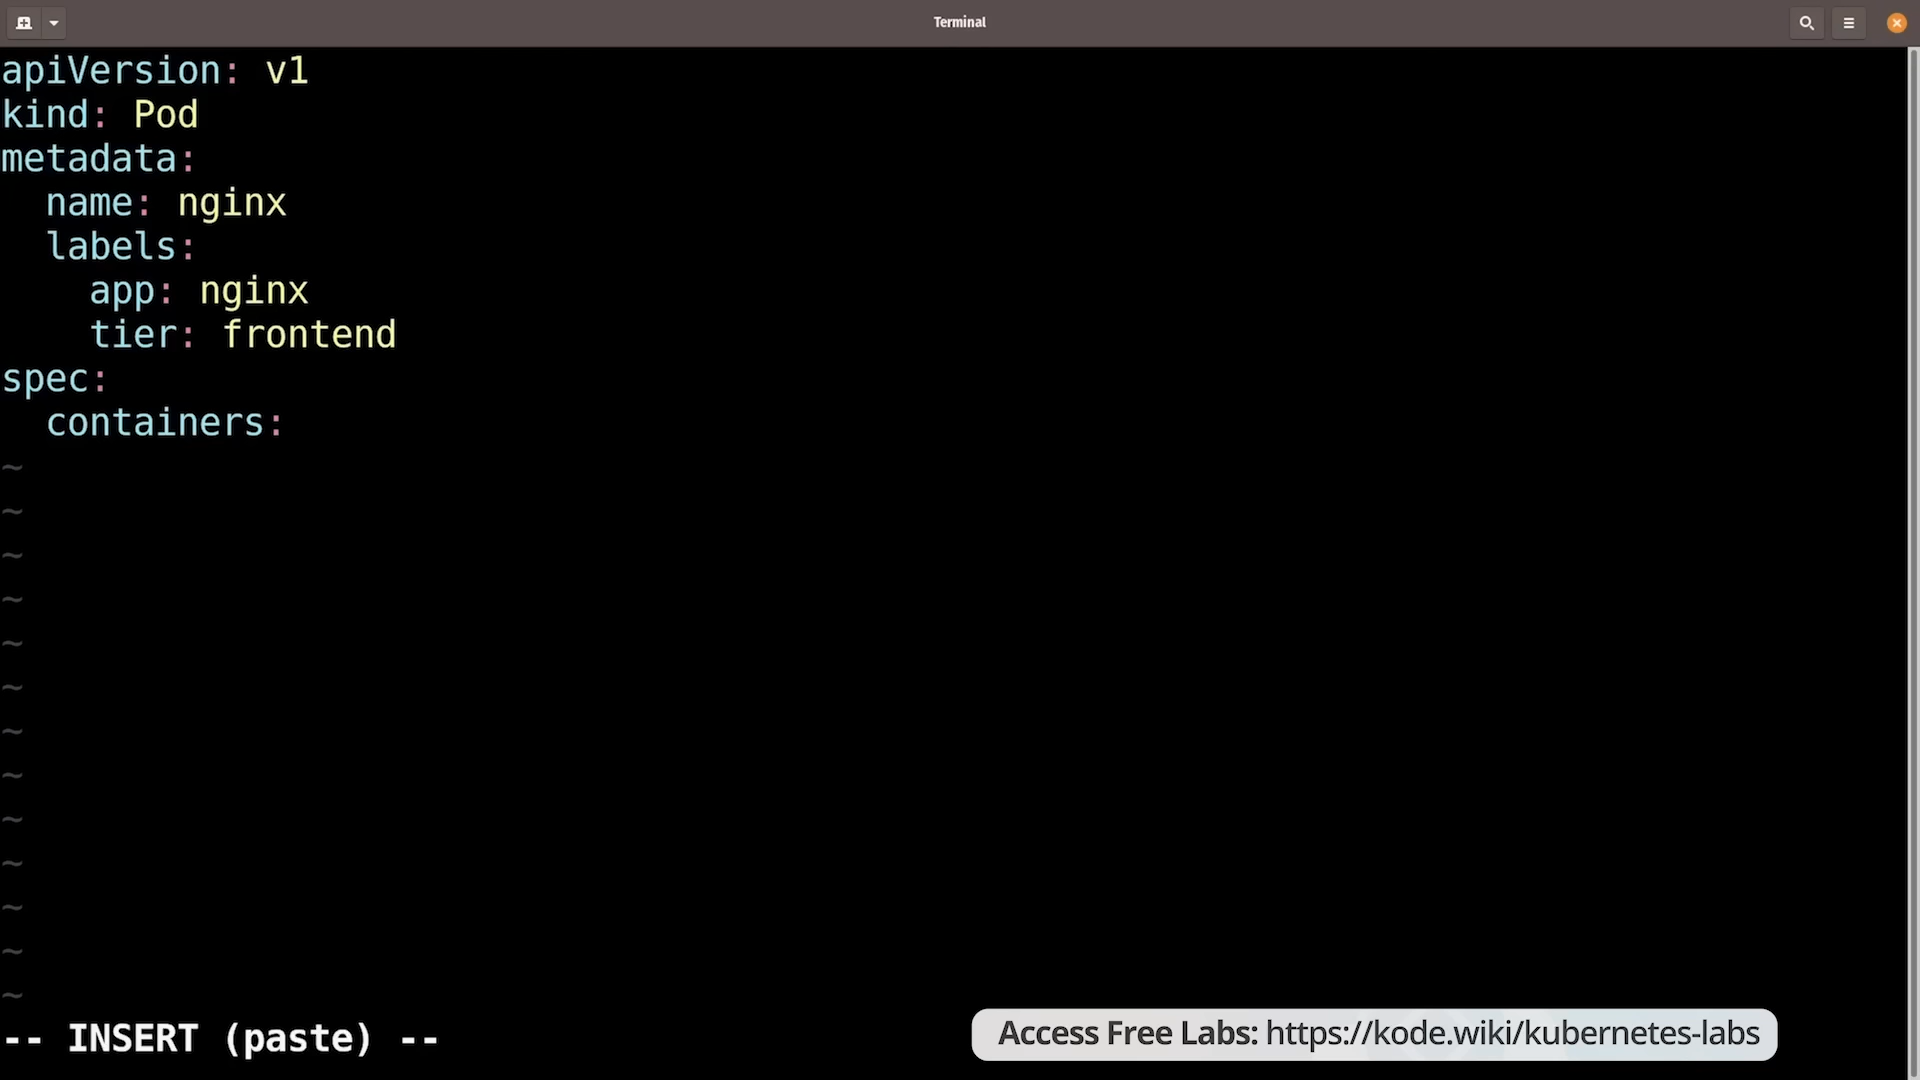 Terminal
apiVersion: v1
kind: Pod
metadata:
  name: nginx
  labels:
    app: nginx
    tier: frontend
spec:
  containers:
~
~
~
~
~
~
~
~
~
~
~
~
~
-- INSERT (paste) --
Access Free Labs: https://kode.wiki/kubernetes-labs